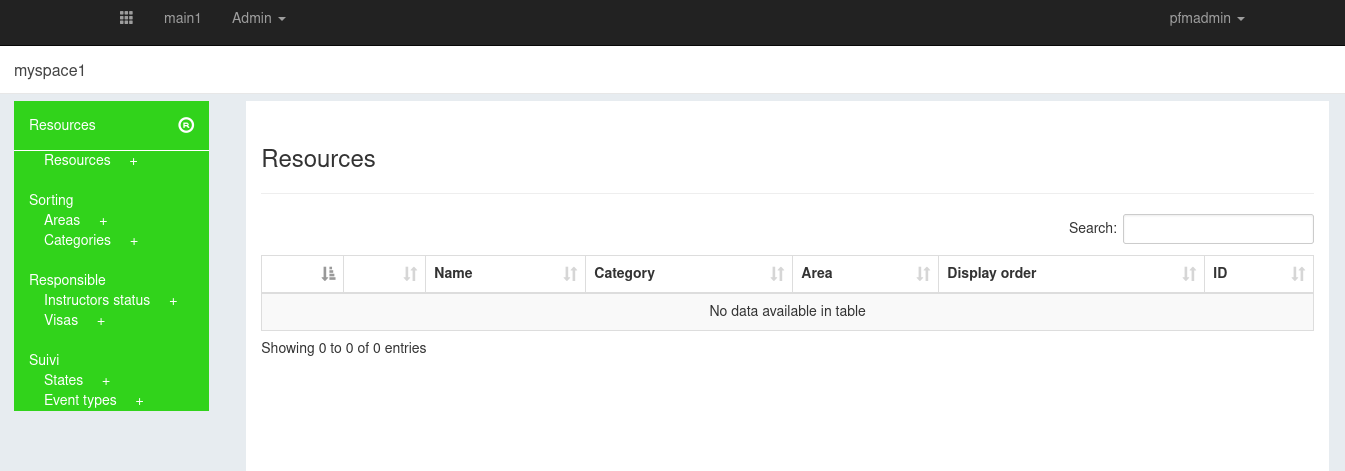 main1 Admin pfmadmin
myspace1
Resources R
Resources +
Sorting
Areas +
Categories +
Responsible
Instructors status +
Visas +
Suivi
States +
Event types +
Resources
Search:
Name Category Area Display order ID
No data available in table
Showing 0 to 0 of 0 entries